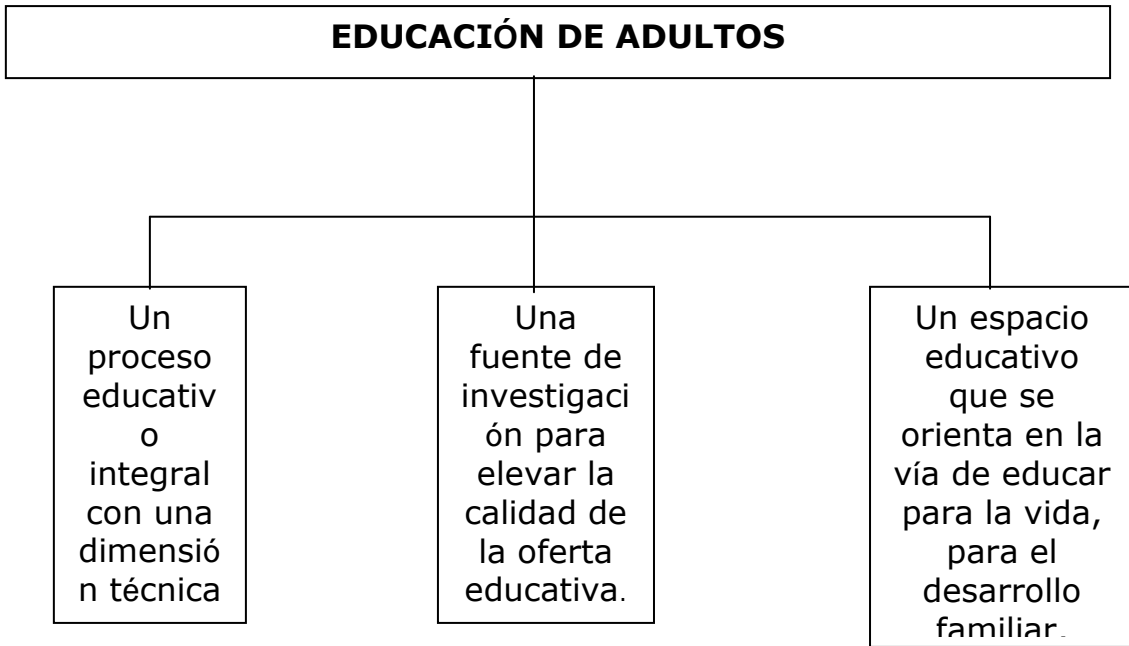 EDUCACIÓN DE ADULTOS
Un
proceso
educativ
o
integral
con una
dimensió
n técnica
Una
fuente de
investigaci
ón para
elevar la
calidad de
la oferta
educativa.
Un espacio
educativo
que se
orienta en la
vía de educar
para la vida,
para el
desarrollo
familiar.